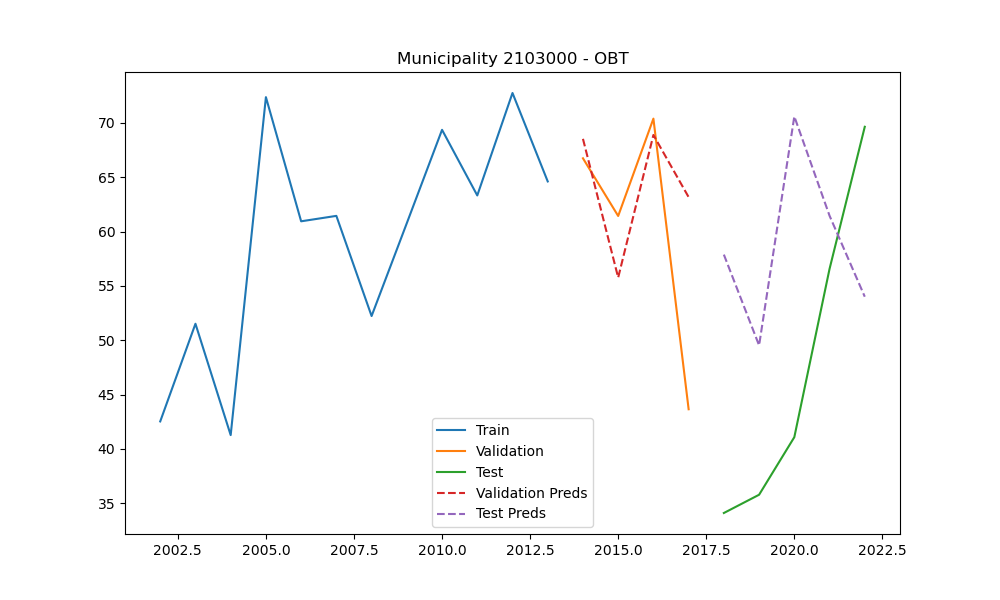 Municipality 2103000 - OBT
70
65
60
55
50
45
40
35
Train
Validation
Test
Validation Preds
Test Preds
2002.5 2005.0 2007.5 2010.0 2012.5 2015.0 2017.5 2020.0 2022.5